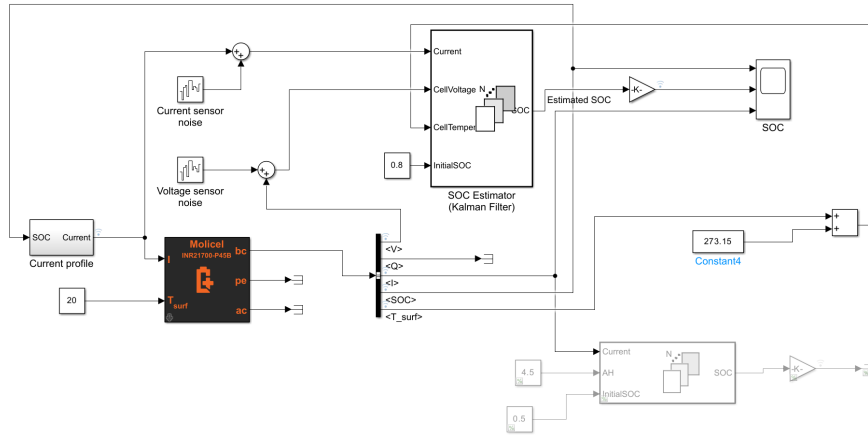 Current
CellVoltage
CellTemper
InitialSOC
N
SOC
SOC Estimator
(Kalman Filter)
Current sensor
noise
Voltage sensor
noise
0.8
Estimated SOC
-K-
SOC
SOC
Current
Current profile
20
Molicel
INR21700-P45B
I
T_surf
bc
pe
ac
<V>
<Q>
<I>
<SOC>
<T_surf>
273.15
Constant4
4.5
0.5
Current
AH
InitialSOC
N
SOC
-K-